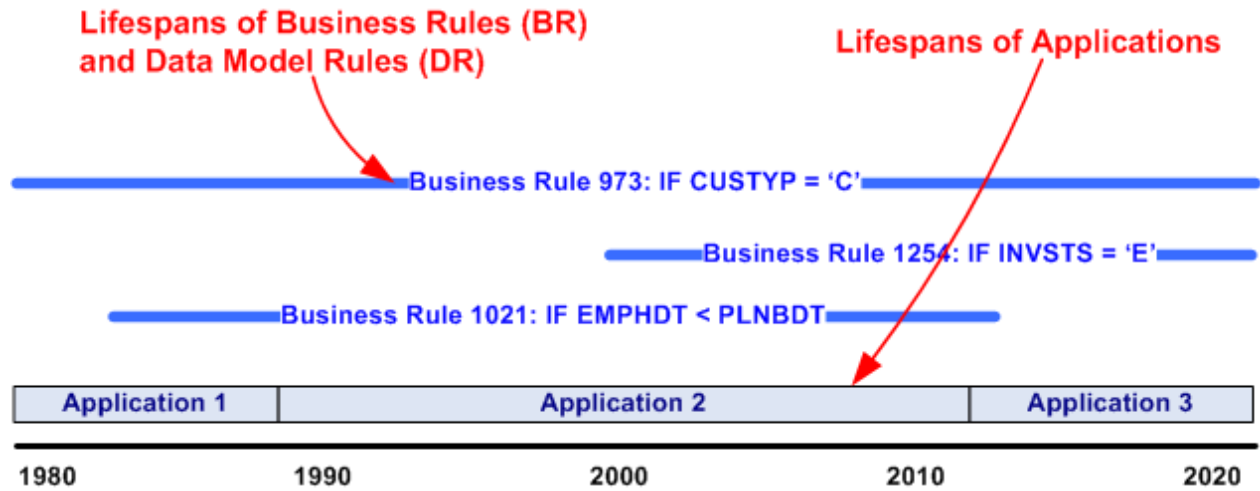 Lifespans of Business Rules (BR)
and Data Model Rules (DR)
Lifespans of Applications
Business Rule 973: IF CUSTYP = ‘C’
Business Rule 1254: IF INVSTS = ‘E’
Business Rule 1021: IF EMPHDT < PLNBDT
Application 1
Application 2
Application 3
1980
1990
2000
2010
2020